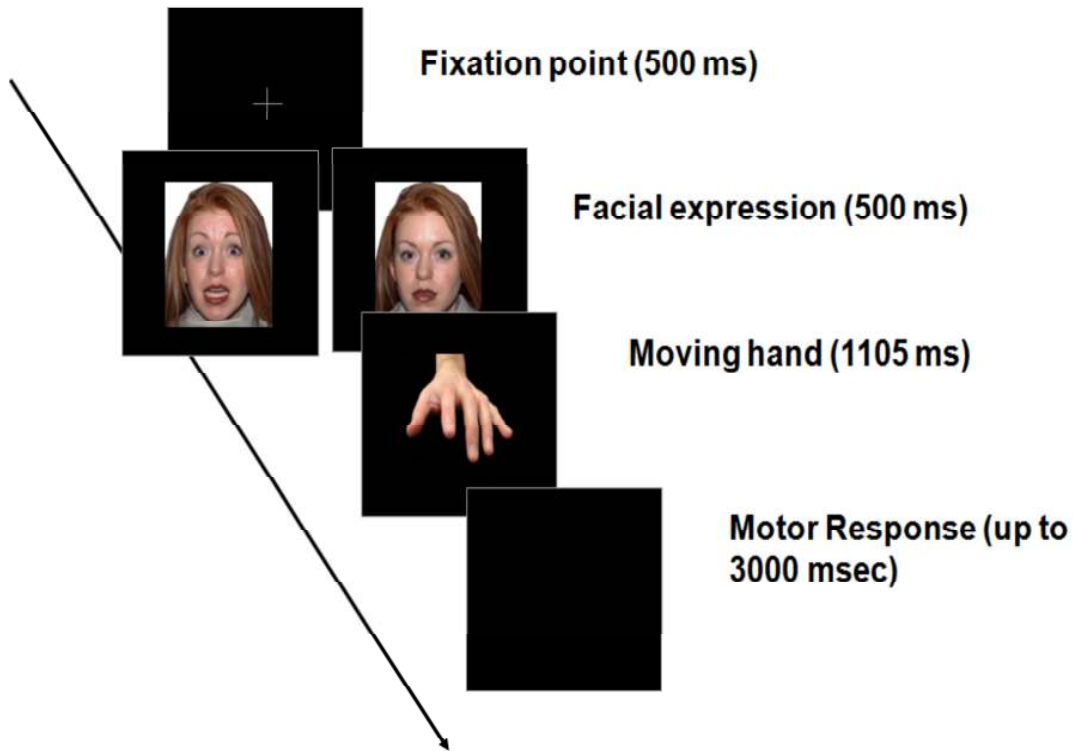 Fixation point (500 ms)
Facial expression (500 ms)
Moving hand (1105 ms)
Motor Response (up to
3000 msec)